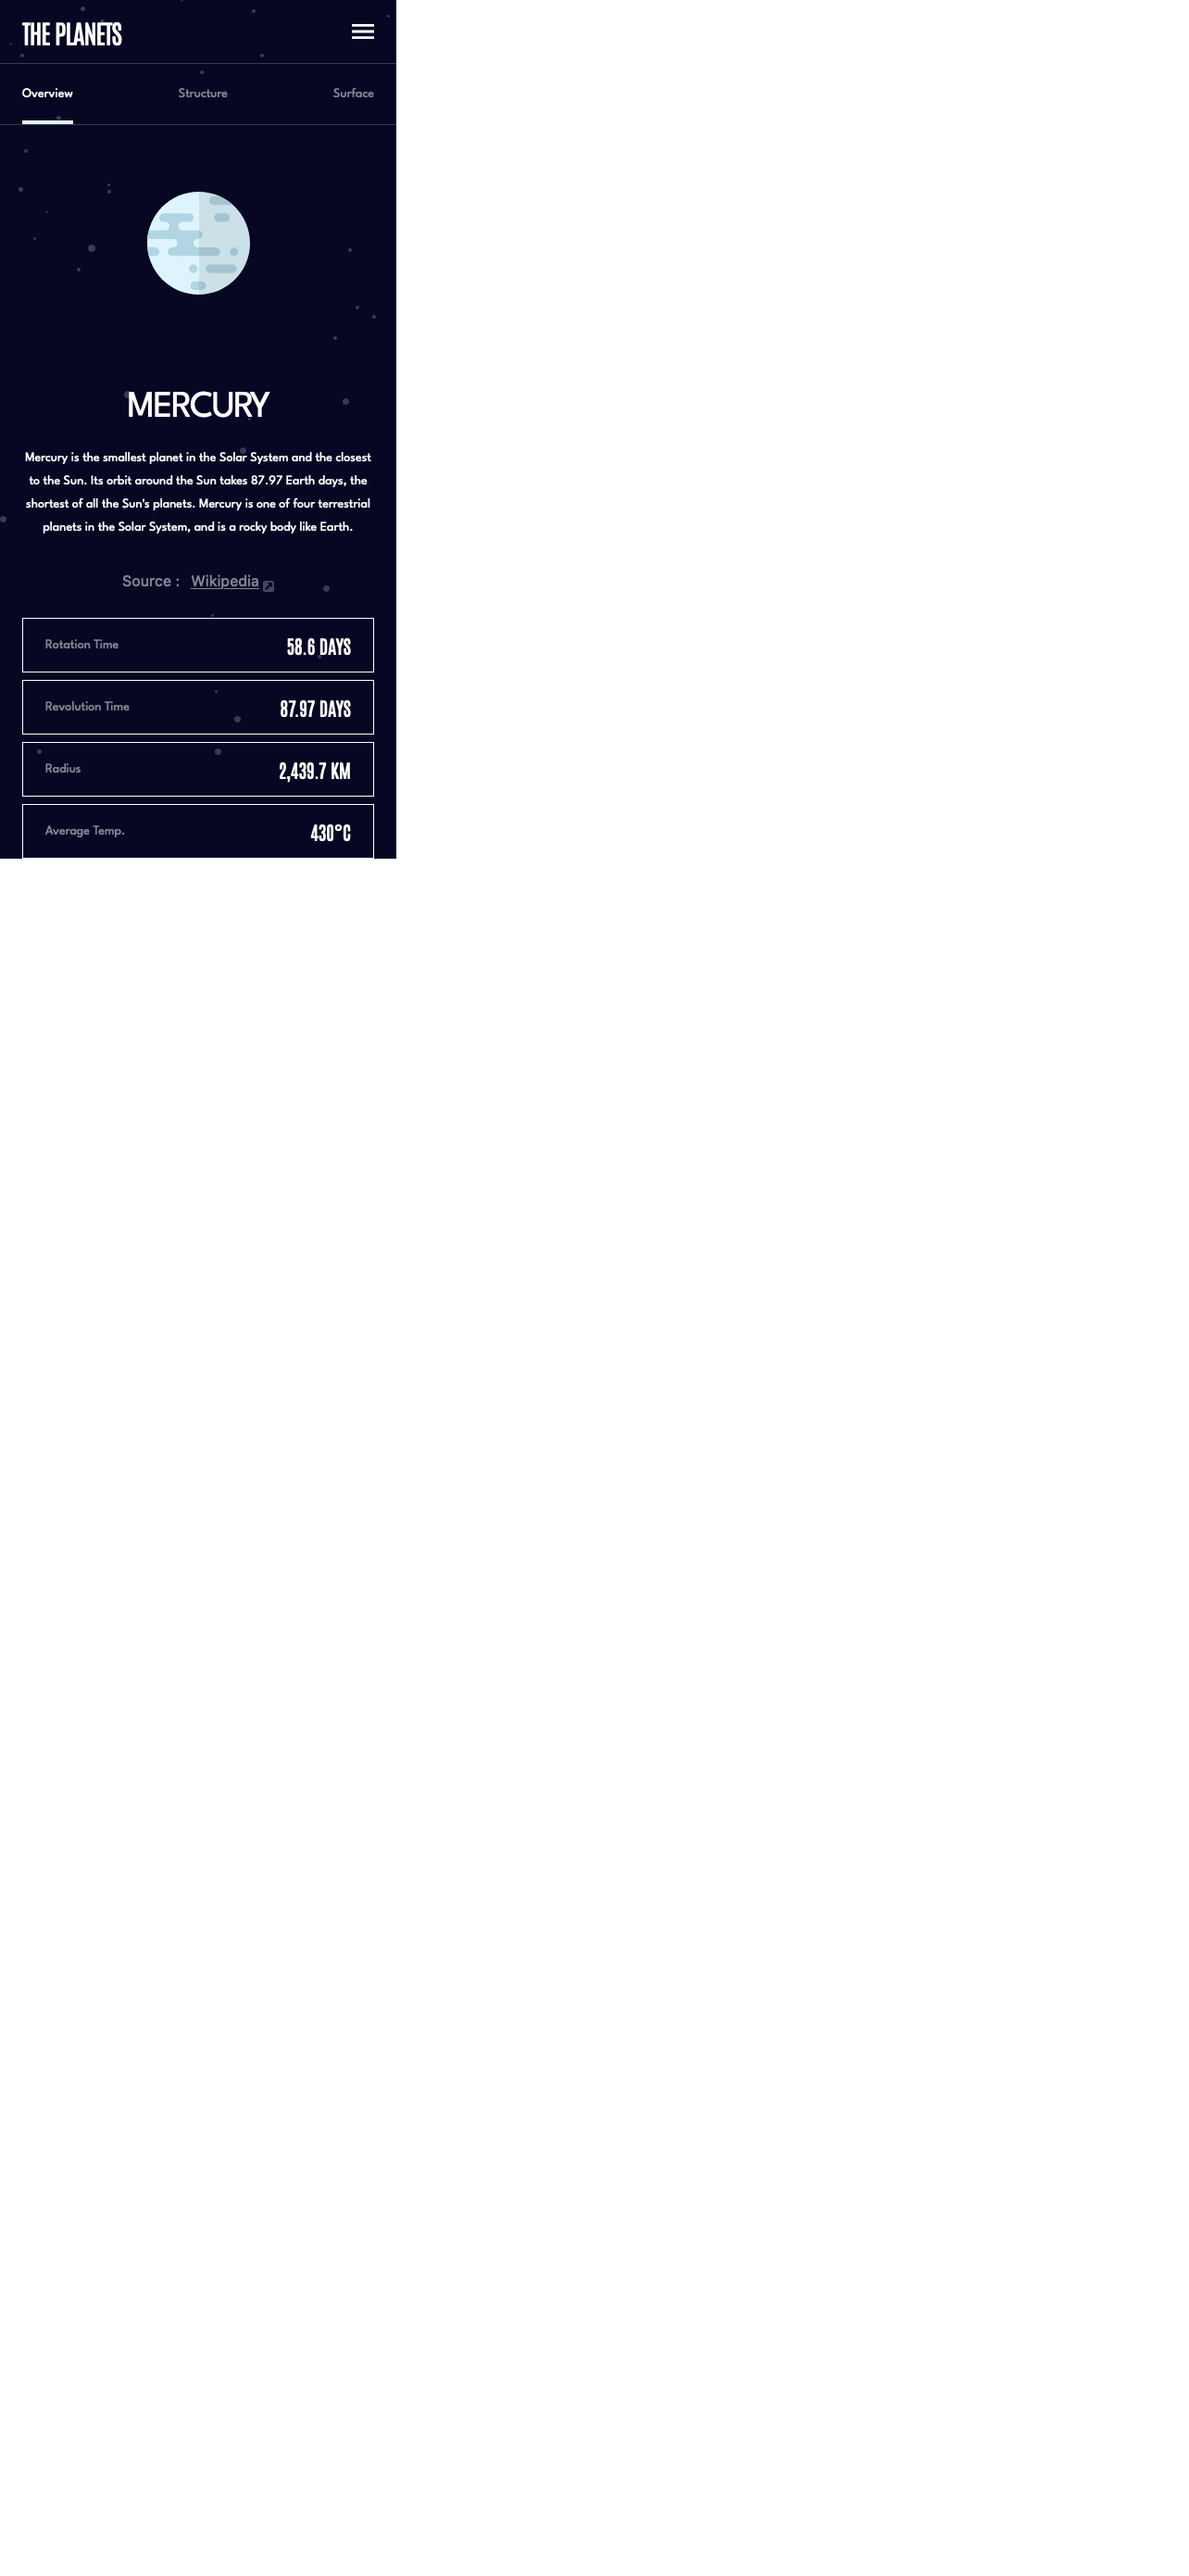 THE PLANETS
Overview
Structure
Surface
MERCURY
Mercury is the smallest planet in the Solar System and the closest
to the Sun. Its orbit around the Sun takes 87.97 Earth days, the
shortest of all the Sun's planets. Mercury is one of four terrestrial
planets in the Solar System, and is a rocky body like Earth.
Source : Wikipedia
Rotation Time 58.6 DAYS
Revolution Time 87.97 DAYS
Radius 2,439.7 KM
Average Temp. 430°C